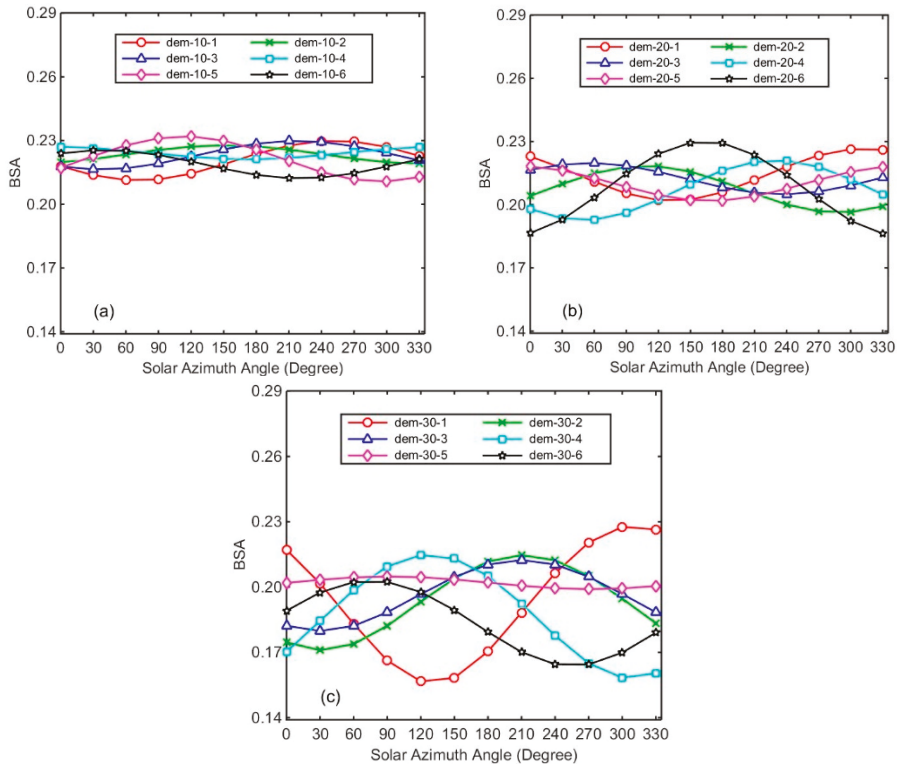 0.29
0.26
0.23
0.20
0.17
0.14
BSA
dem-10-1 dem-10-2
dem-10-3 dem-10-4
dem-10-5 dem-10-6
(a)
0 30 60 90 120 150 180 210 240 270 300 330
Solar Azimuth Angle (Degree)
0.29
0.26
0.23
0.20
0.17
0.14
BSA
dem-20-1 dem-20-2
dem-20-3 dem-20-4
dem-20-5 dem-20-6
(b)
0 30 60 90 120 150 180 210 240 270 300 330
Solar Azimuth Angle (Degree)
0.29
0.26
0.23
0.20
0.17
0.14
BSA
dem-30-1 dem-30-2
dem-30-3 dem-30-4
dem-30-5 dem-30-6
(c)
0 30 60 90 120 150 180 210 240 270 300 330
Solar Azimuth Angle (Degree)